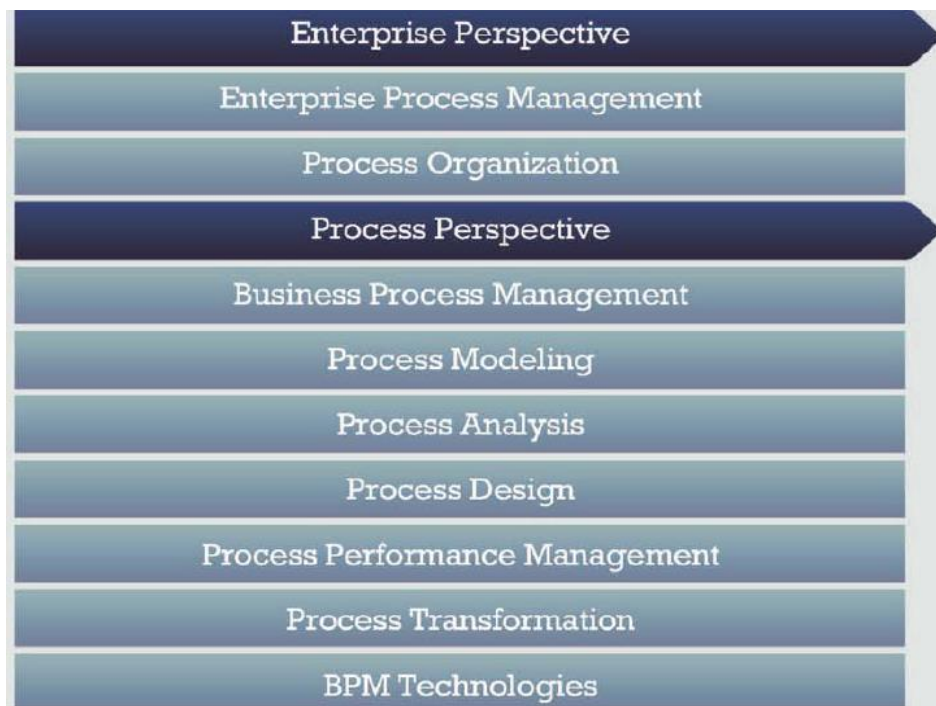 Enterprise Perspective
Enterprise Process Management
Process Organization
Process Perspective
Business Process Management
Process Modeling
Process Analysis
Process Design
Process Performance Management
Process Transformation
BPM Technologies